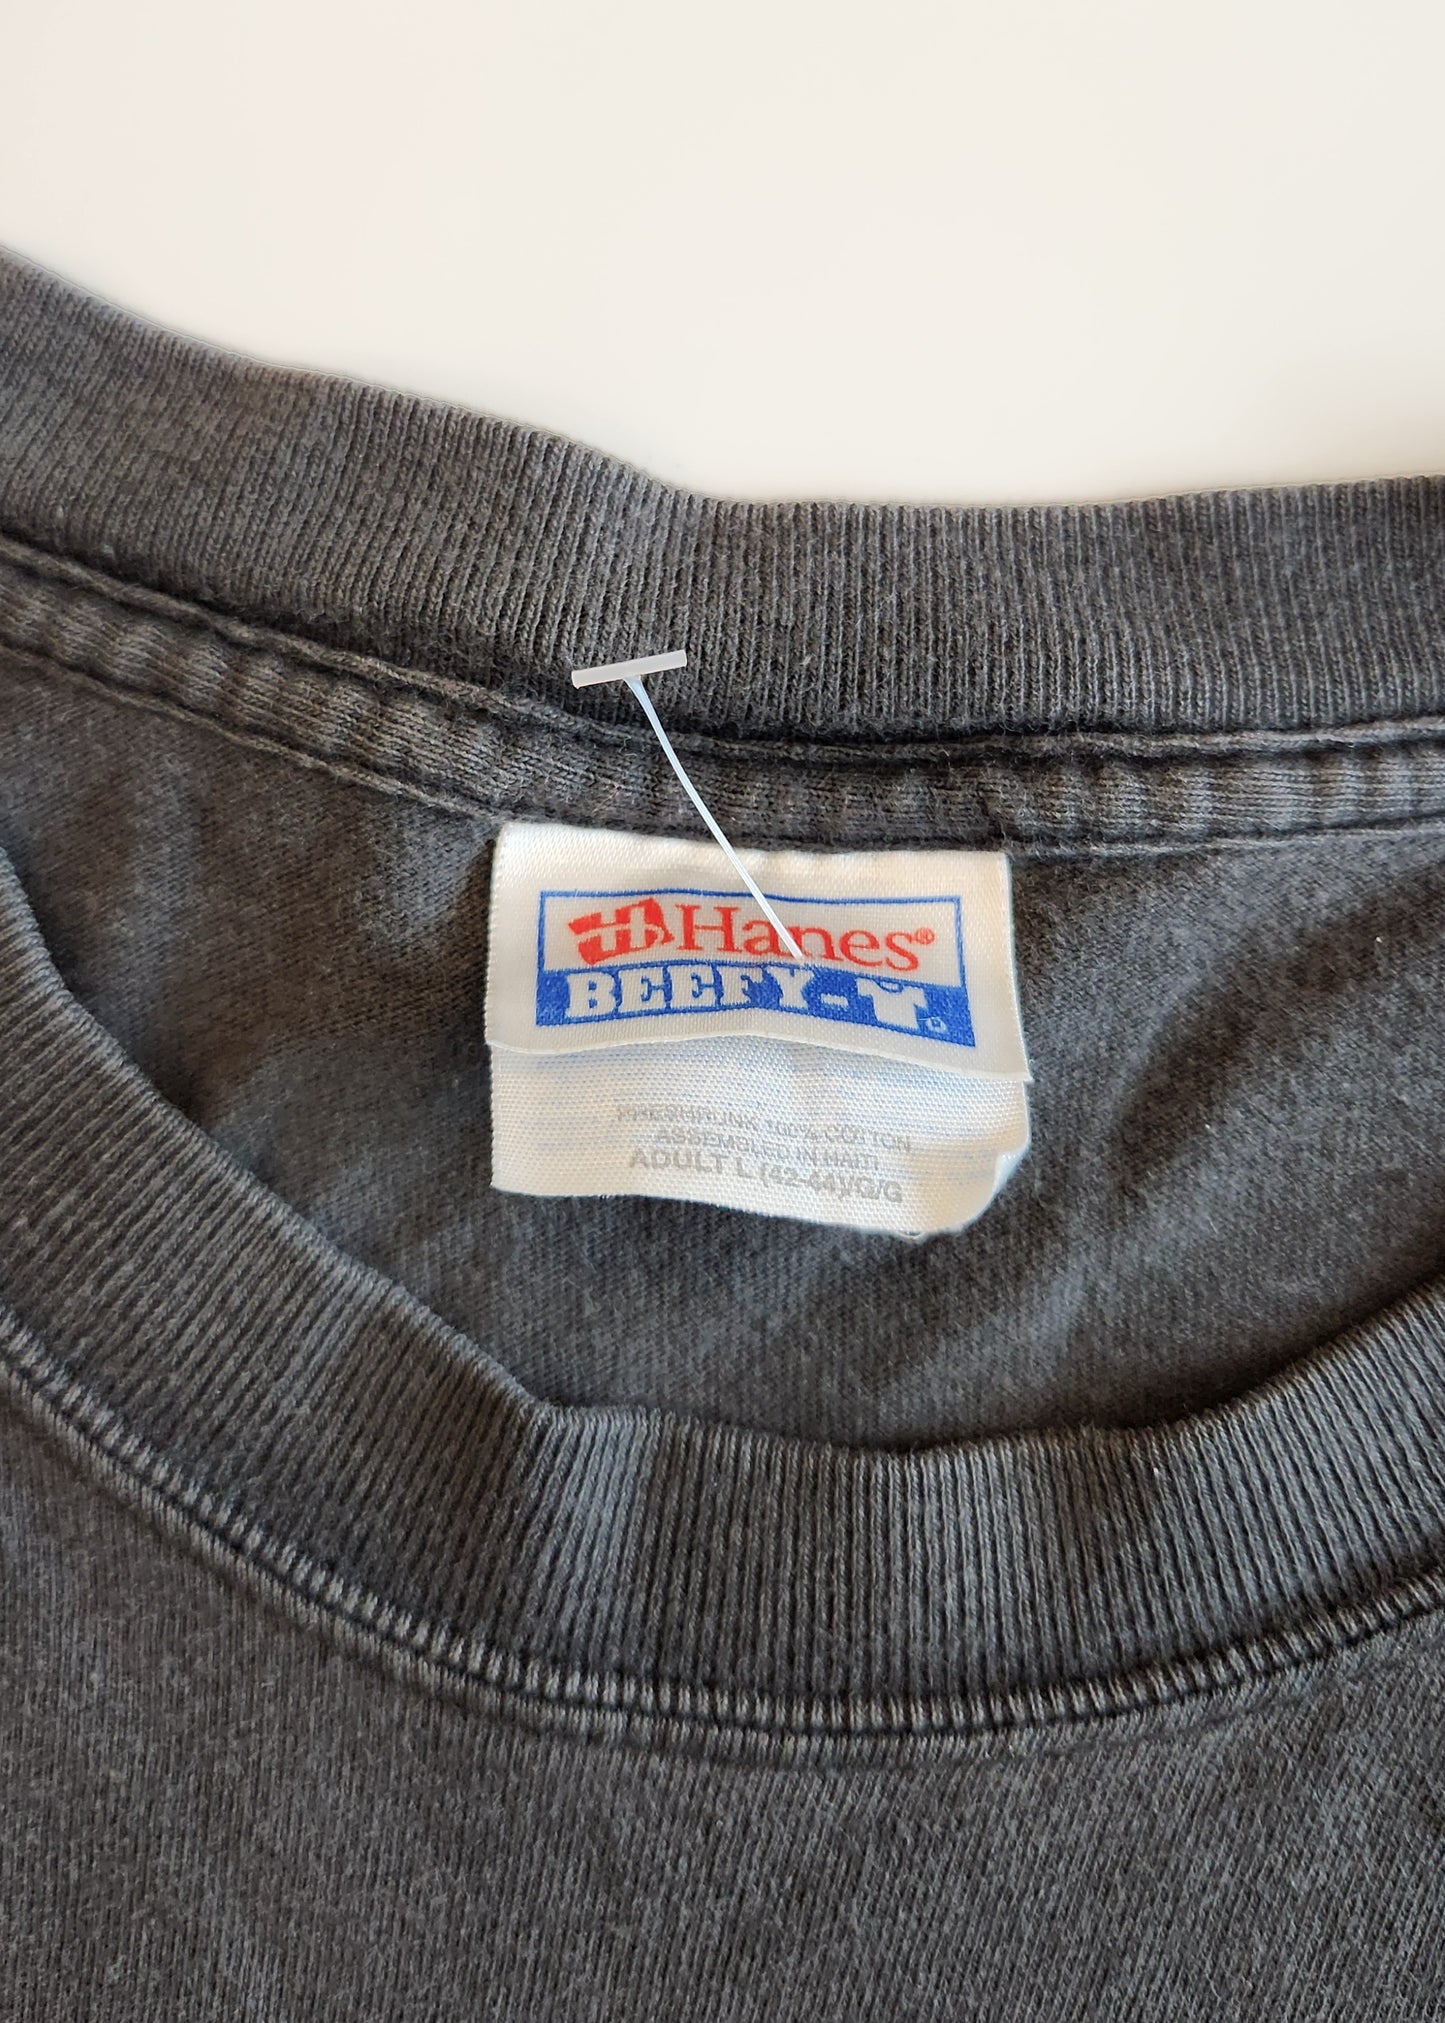 Hanes®
BEEFY-T®
PRESHRUNK 100% COTTON
ASSEMBLED IN HAITI
ADULT L (42-44)/G/G